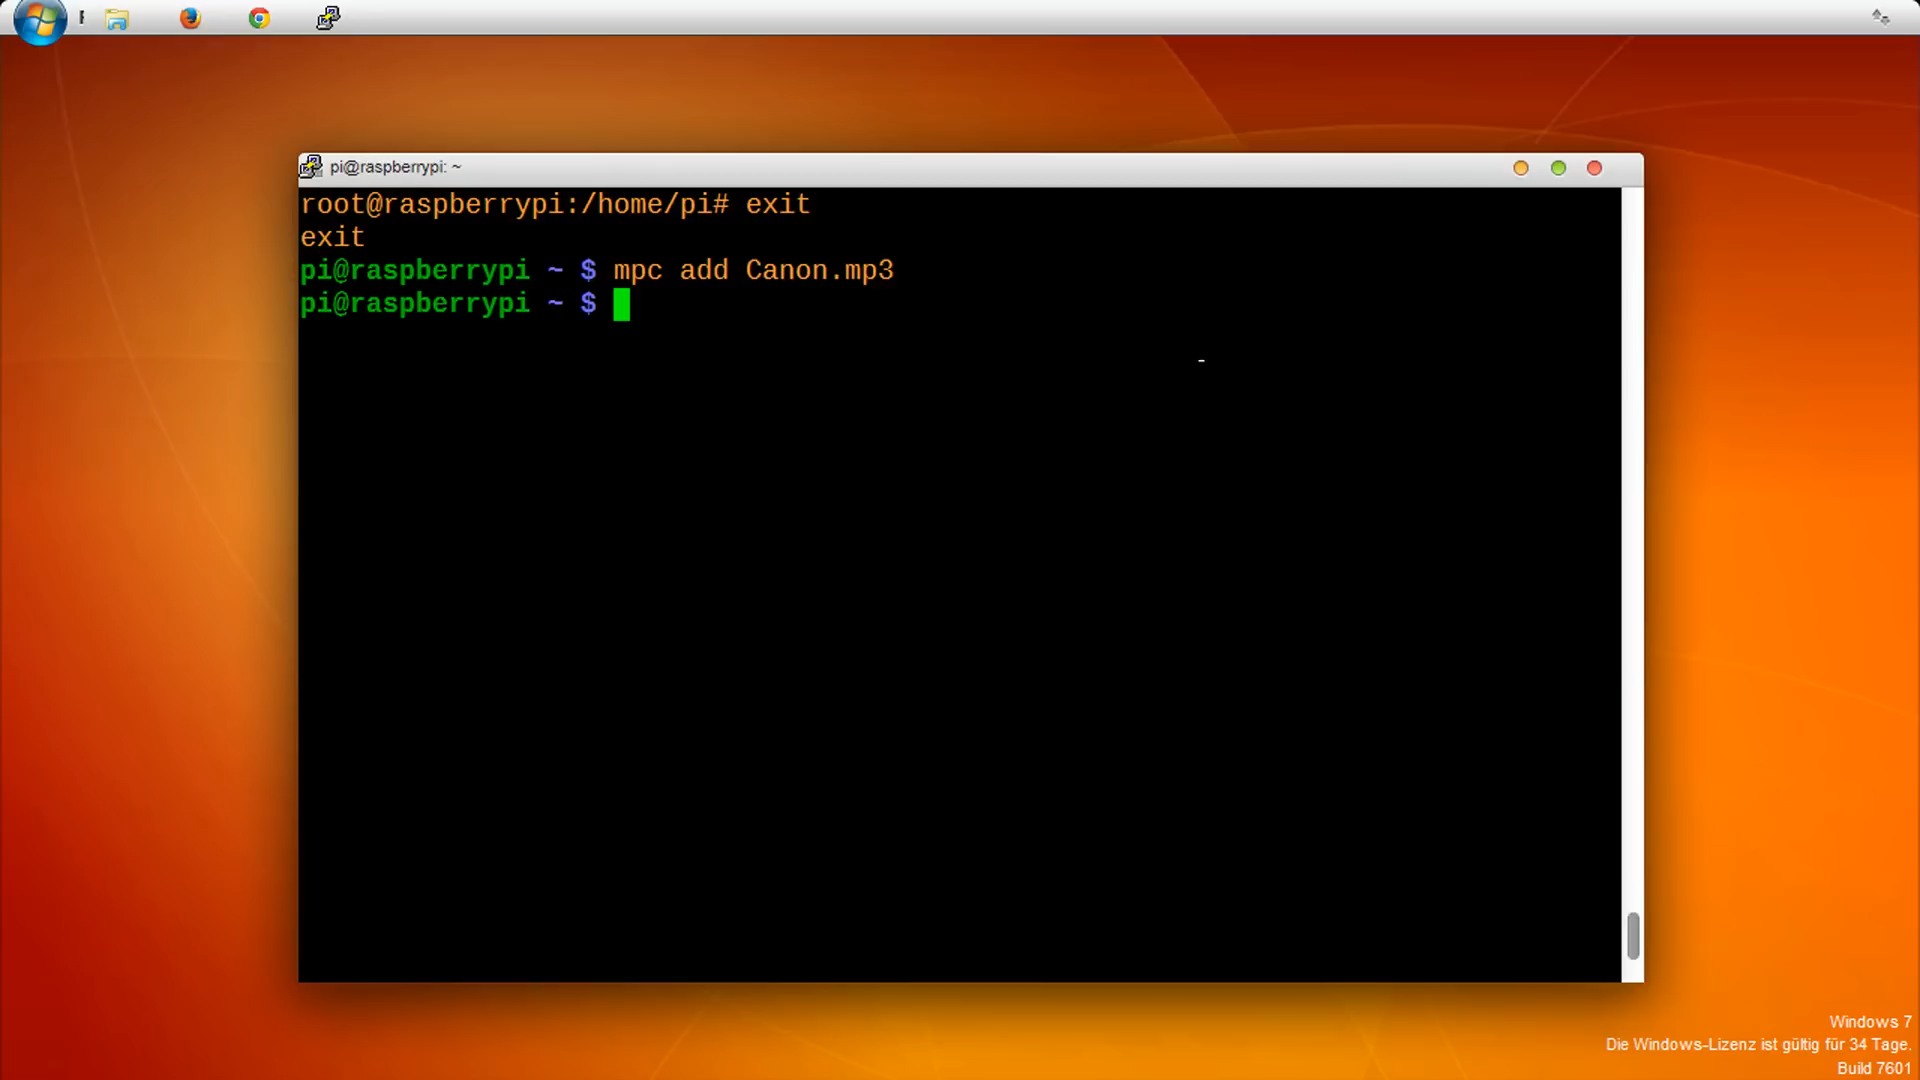 pi@raspberrypi: ~
root@raspberrypi:/home/pi# exit
exit
pi@raspberrypi ~ $ mpc add Canon.mp3
pi@raspberrypi ~ $
Windows 7
Die Windows-Lizenz ist gültig für 34 Tage.
Build 7601